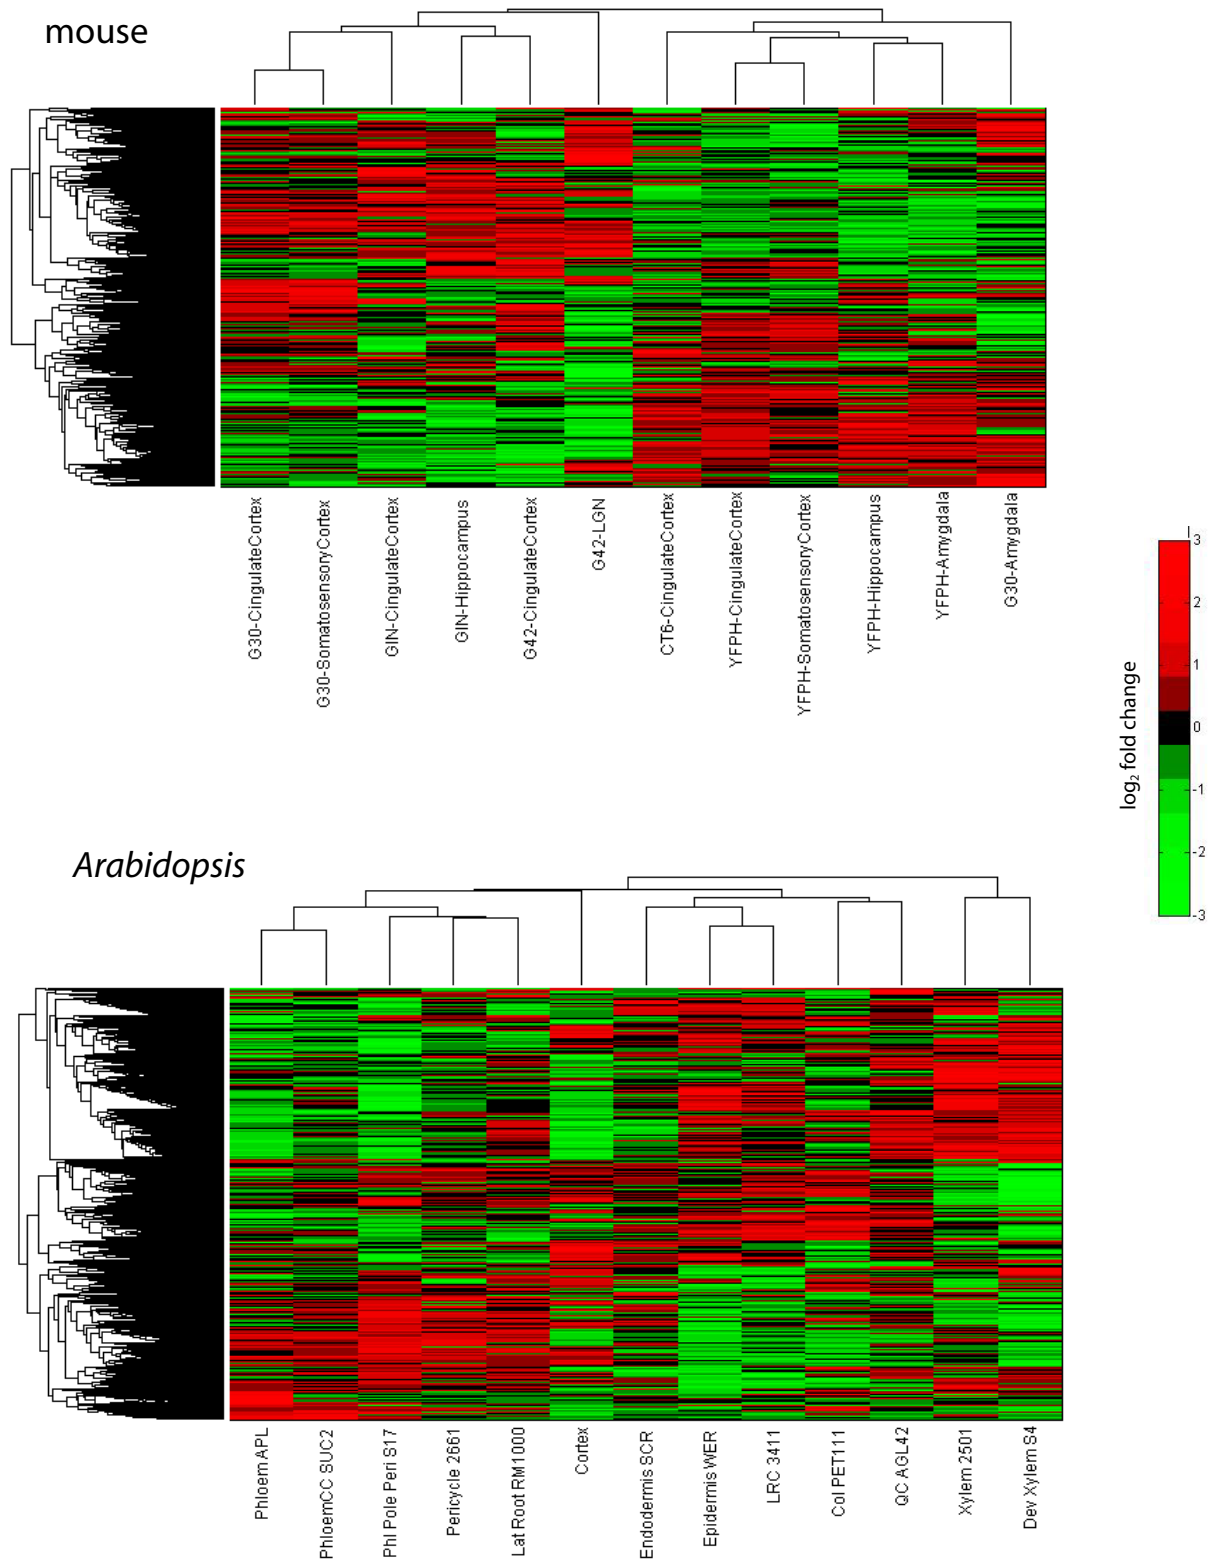 mouse
G30-CingulateCortex
G30-SomatosensoryCortex
GIN-CingulateCortex
GIN-Hippocampus
G42-CingulateCortex
G42-LGN
CT6-CingulateCortex
YFPH-CingulateCortex
YFPH-SomatosensoryCortex
YFPH-Hippocampus
YFPH-Amygdala
G30-Amygdala
3
2
1
0
-1
-2
-3
log₂ fold change
Arabidopsis
Phloem APL
PhloemCC SUC2
Phl Pole Peri S17
Pericycle 2661
Lat Root RM1000
Cortex
Endodermis SCR
Epidermis WER
LRC 3411
Col PET111
QC AGL42
Xylem 2501
Dev Xylem S4